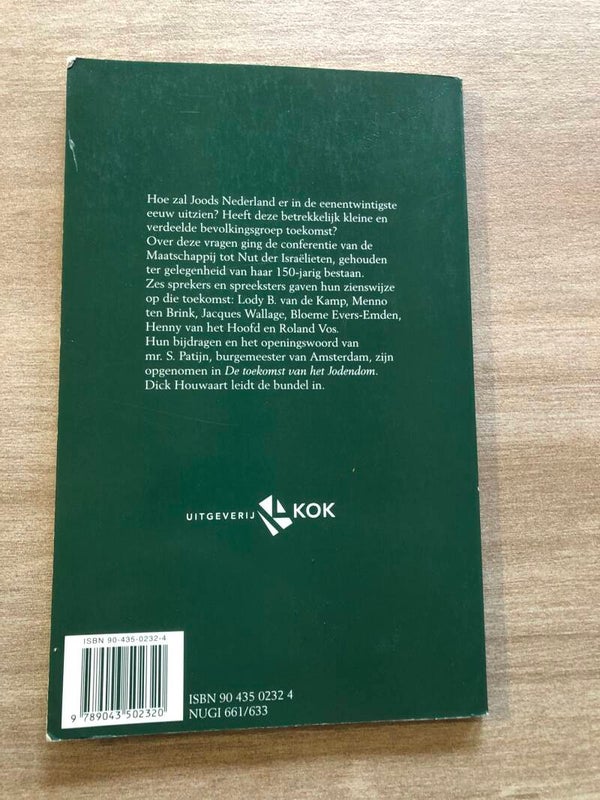 Hoe zal Joods Nederland er in de eenentwintigste
eeuw uitzien? Heeft deze betrekkelijk kleine en
verdeelde bevolkingsgroep toekomst?
Over deze vragen ging de conferentie van de
Maatschappij tot Nut der Israëlieten, gehouden
ter gelegenheid van haar 150-jarig bestaan.
Zes sprekers en spreeksters gaven hun zienswijze
op die toekomst: Lody B. van de Kamp, Menno
ten Brink, Jacques Wallage, Bloeme Evers-Emden,
Henny van het Hoofd en Roland Vos.
Hun bijdragen en het openingswoord van
mr. S. Patijn, burgemeester van Amsterdam, zijn
opgenomen in De toekomst van het Jodendom.
Dick Houwaart leidt de bundel in.
UITGEVERIJ KOK
ISBN 90-435-0232-4
9 789043 502320
ISBN 90 435 0232 4
NUGI 661/633